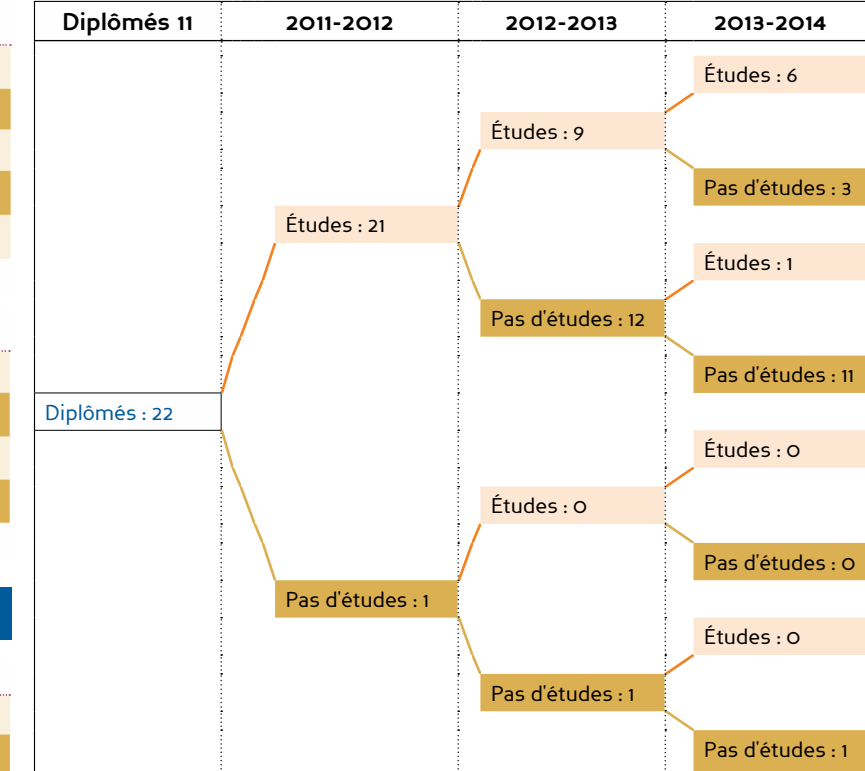 Diplômés 11 2011-2012 2012-2013 2013-2014
Études : 6
Études : 9
Pas d'études : 3
Études : 21
Études : 1
Pas d'études : 12
Pas d'études : 11
Diplômés : 22
Études : 0
Études : 0
Pas d'études : 0
Pas d'études : 1
Études : 0
Pas d'études : 1
Pas d'études : 1